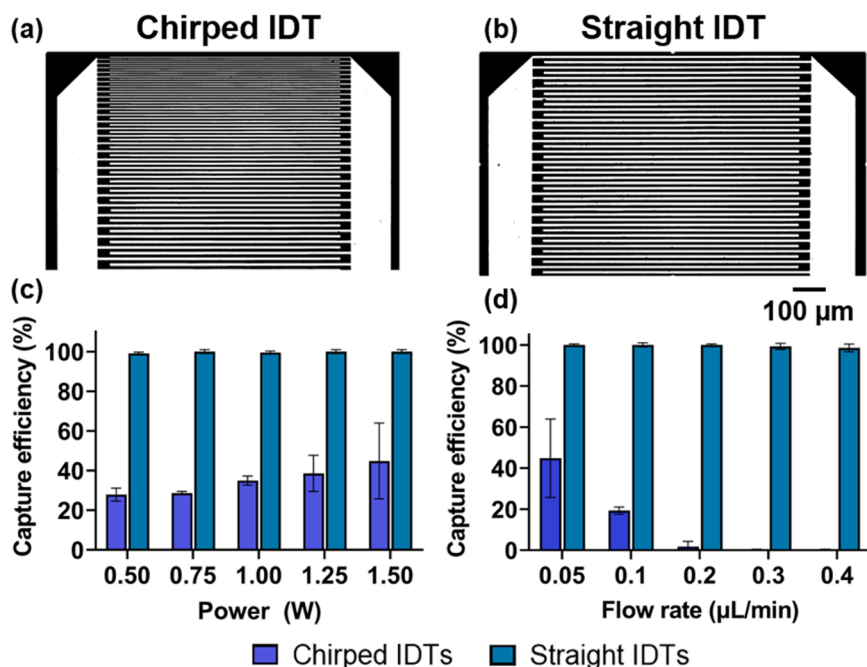 (a) Chirped IDT
(b) Straight IDT
100 µm
(c)
Capture efficiency (%)
100
80
60
40
20
0
0.50 0.75 1.00 1.25 1.50
Power (W)
(d)
Capture efficiency (%)
100
80
60
40
20
0
0.05 0.1 0.2 0.3 0.4
Flow rate (µL/min)
Chirped IDTs Straight IDTs